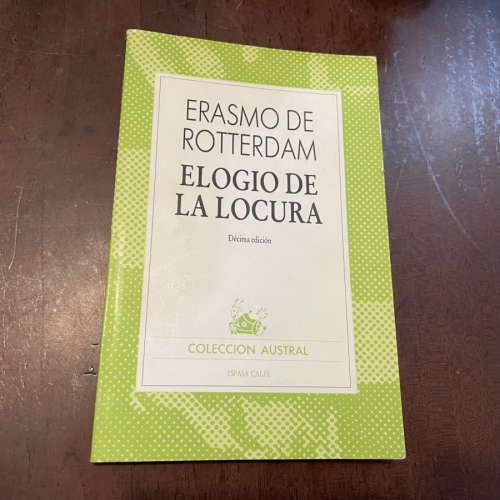 ERASMO DE
ROTTERDAM
ELOGIO DE
LA LOCURA
Décima edición
COLECCION AUSTRAL
ESPASA CALPE